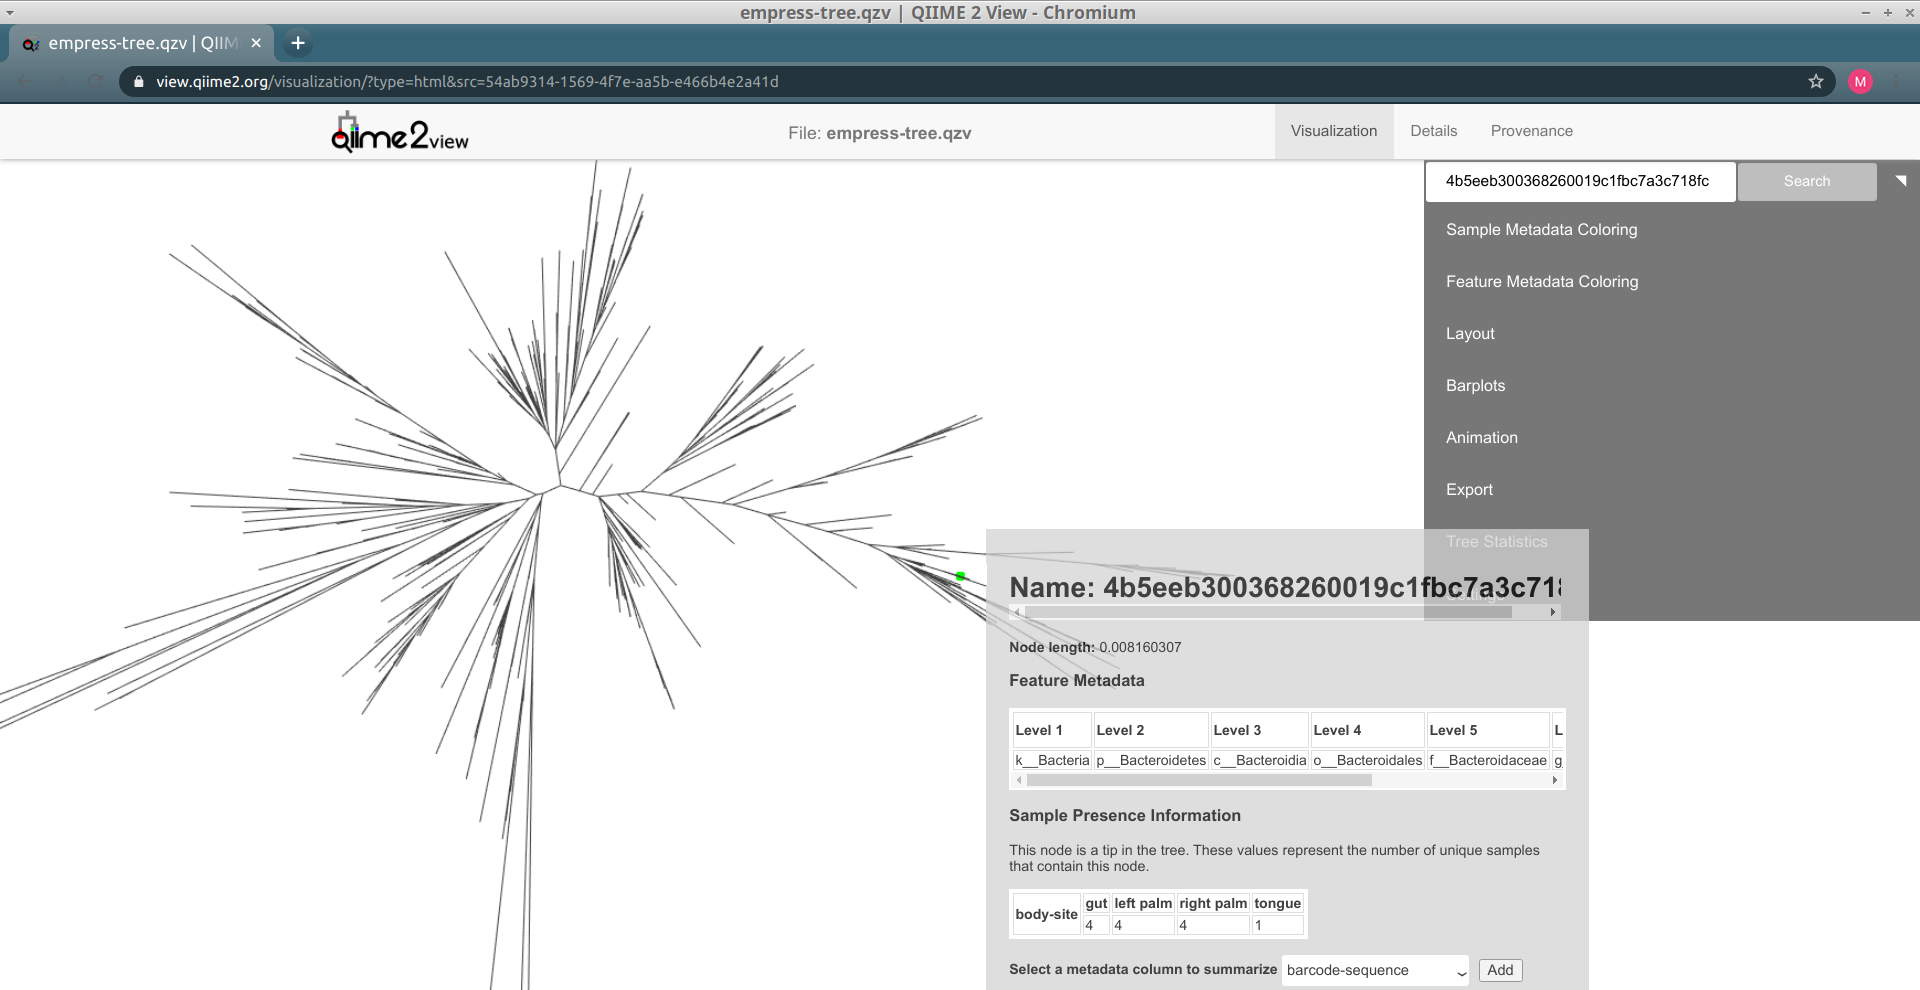 empress-tree.qzv | QIIME 2 View - Chromium
empress-tree.qzv | QIIM
view.qiime2.org/visualization/?type=html&src=54ab9314-1569-4f7e-aa5b-e466b4e2a41d
M
qiime2view
File: empress-tree.qzv
Visualization Details Provenance
4b5eeb300368260019c1fbc7a3c718fc Search
Sample Metadata Coloring
Feature Metadata Coloring
Layout
Barplots
Animation
Export
Tree Statistics
Name: 4b5eeb300368260019c1fbc7a3c718
Node length: 0.008160307
Feature Metadata
Level 1 Level 2 Level 3 Level 4 Level 5 L
k__Bacteria p__Bacteroidetes c__Bacteroidia o__Bacteroidales f__Bacteroidaceae g
Sample Presence Information
This node is a tip in the tree. These values represent the number of unique samples
that contain this node.
body-site gut left palm right palm tongue
4 4 4 1
Select a metadata column to summarize barcode-sequence Add